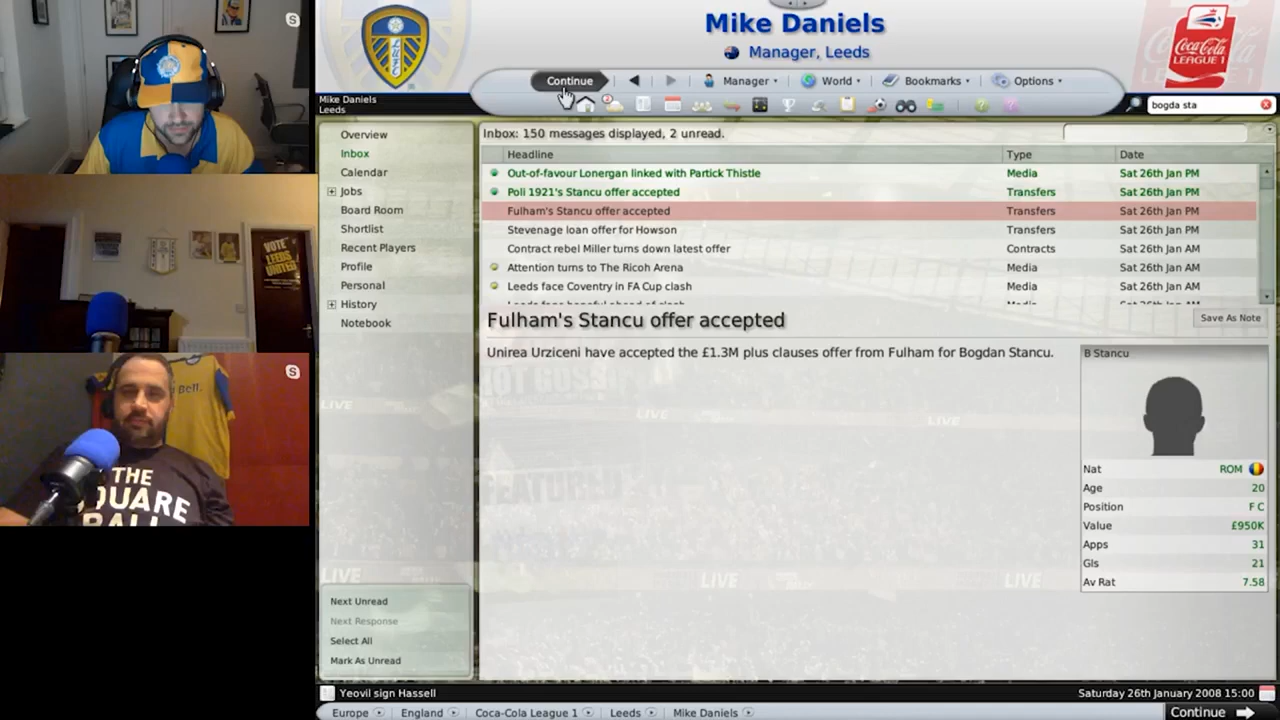 Mike Daniels
Manager, Leeds
Coca-Cola
LEAGUE 1
Continue
Manager
World
Bookmarks
Options
Mike Daniels
Leeds
bogda sta
Overview
Inbox
Calendar
Jobs
Board Room
Shortlist
Recent Players
Profile
Personal
History
Notebook
Inbox: 150 messages displayed, 2 unread.
Headline Type Date
Out-of-favour Lonergan linked with Partick Thistle Media Sat 26th Jan PM
Poli 1921's Stancu offer accepted Transfers Sat 26th Jan PM
Fulham's Stancu offer accepted Transfers Sat 26th Jan PM
Stevenage loan offer for Howson Transfers Sat 26th Jan PM
Contract rebel Miller turns down latest offer Contracts Sat 26th Jan AM
Attention turns to The Ricoh Arena Media Sat 26th Jan AM
Leeds face Coventry in FA Cup clash Media Sat 26th Jan AM
Fulham's Stancu offer accepted
Save As Note
Unirea Urziceni have accepted the £1.3M plus clauses offer from Fulham for Bogdan Stancu.
B Stancu
Nat ROM
Age 20
Position F C
Value £950K
Apps 31
Gls 21
Av Rat 7.58
LIVE
LIVE
LIVE
FEATURED
LIVE
LIVE
LIVE
Next Unread
Next Response
Select All
Mark As Unread
Yeovil sign Hassell
Saturday 26th January 2008 15:00
Europe
England
Coca-Cola League 1
Leeds
Mike Daniels
Continue
VOTE
LEEDS
UNITED
THE
SQUARE
BALL